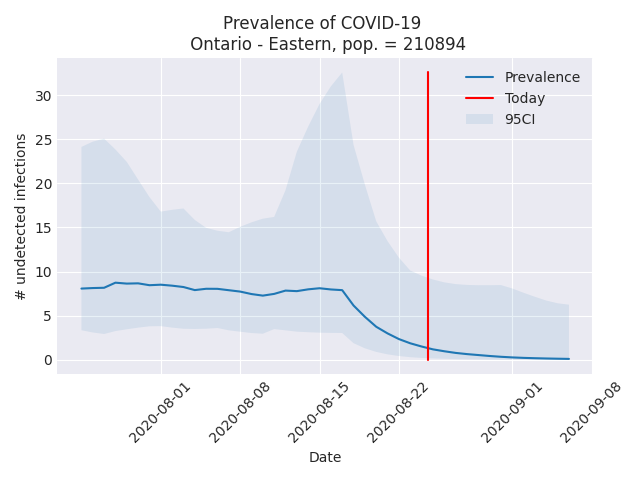 Prevalence of COVID-19
Ontario - Eastern, pop. = 210894
Prevalence
Today
95CI
# undetected infections
30
25
20
15
10
5
0
2020-08-01
2020-08-08
2020-08-15
2020-08-22
2020-09-01
2020-09-08
Date